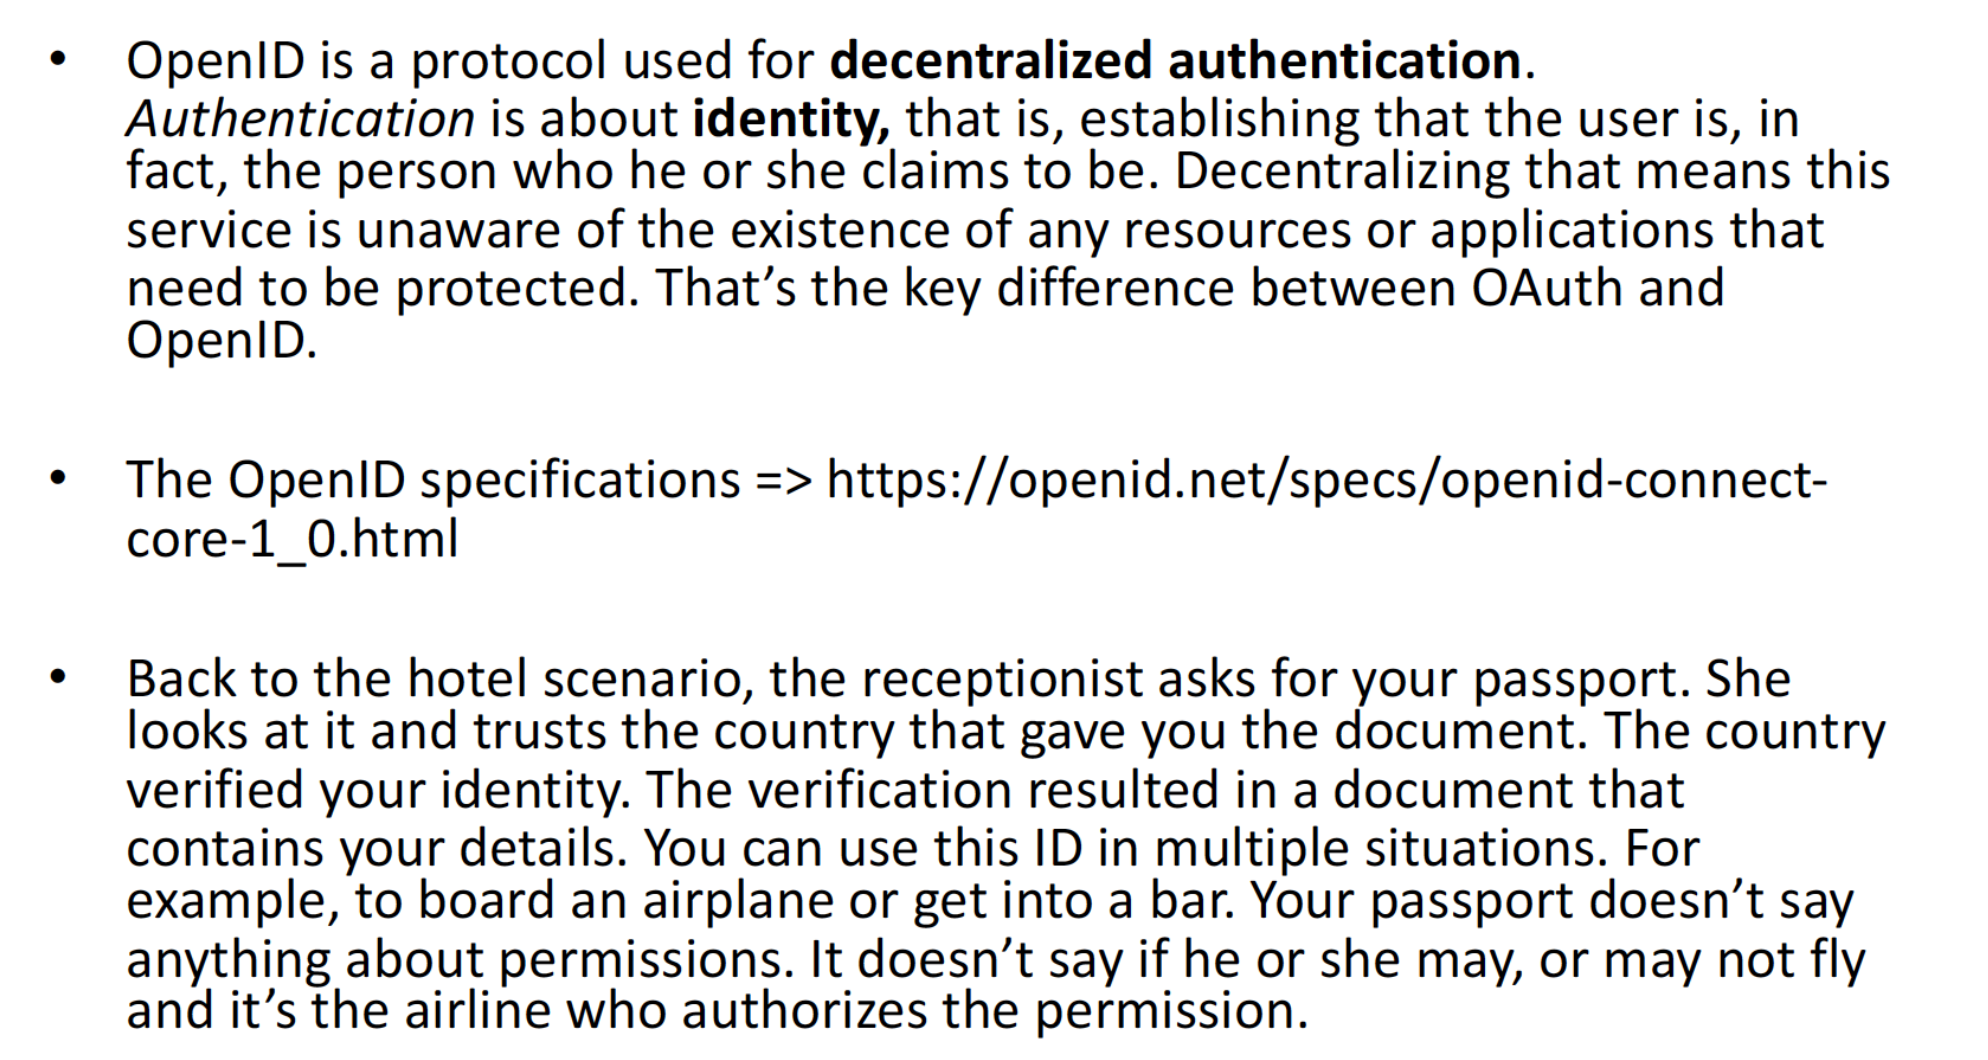 • OpenID is a protocol used for decentralized authentication.
Authentication is about identity, that is, establishing that the user is, in
fact, the person who he or she claims to be. Decentralizing that means this
service is unaware of the existence of any resources or applications that
need to be protected. That’s the key difference between OAuth and
OpenID.
• The OpenID specifications => https://openid.net/specs/openid-connect-
core-1_0.html
• Back to the hotel scenario, the receptionist asks for your passport. She
looks at it and trusts the country that gave you the document. The country
verified your identity. The verification resulted in a document that
contains your details. You can use this ID in multiple situations. For
example, to board an airplane or get into a bar. Your passport doesn’t say
anything about permissions. It doesn’t say if he or she may, or may not fly
and it’s the airline who authorizes the permission.